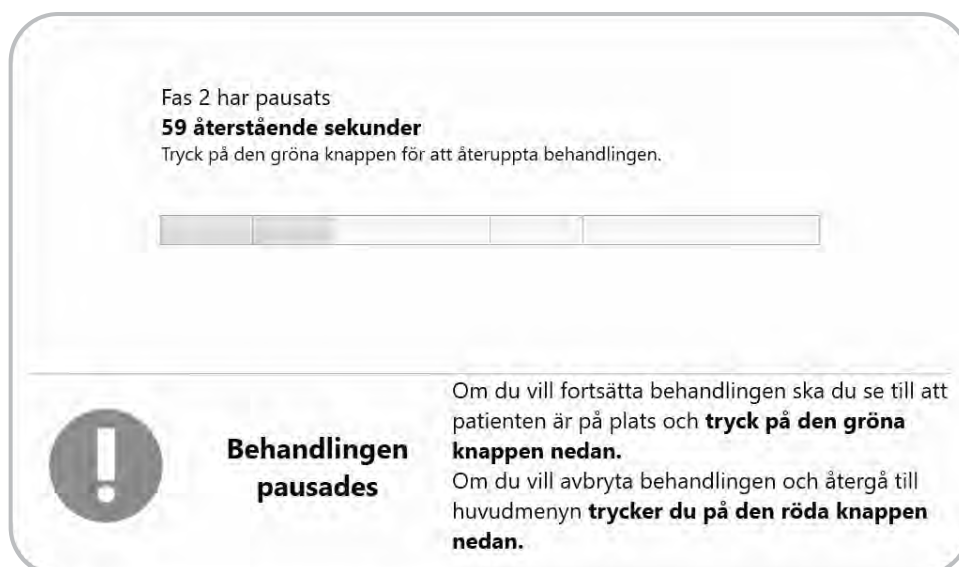 Fas 2 har pausats
59 återstående sekunder
Tryck på den gröna knappen för att återuppta behandlingen.
Behandlingen
pausades
Om du vill fortsätta behandlingen ska du se till att
patienten är på plats och tryck på den gröna
knappen nedan.
Om du vill avbryta behandlingen och återgå till
huvudmenyn trycker du på den röda knappen
nedan.